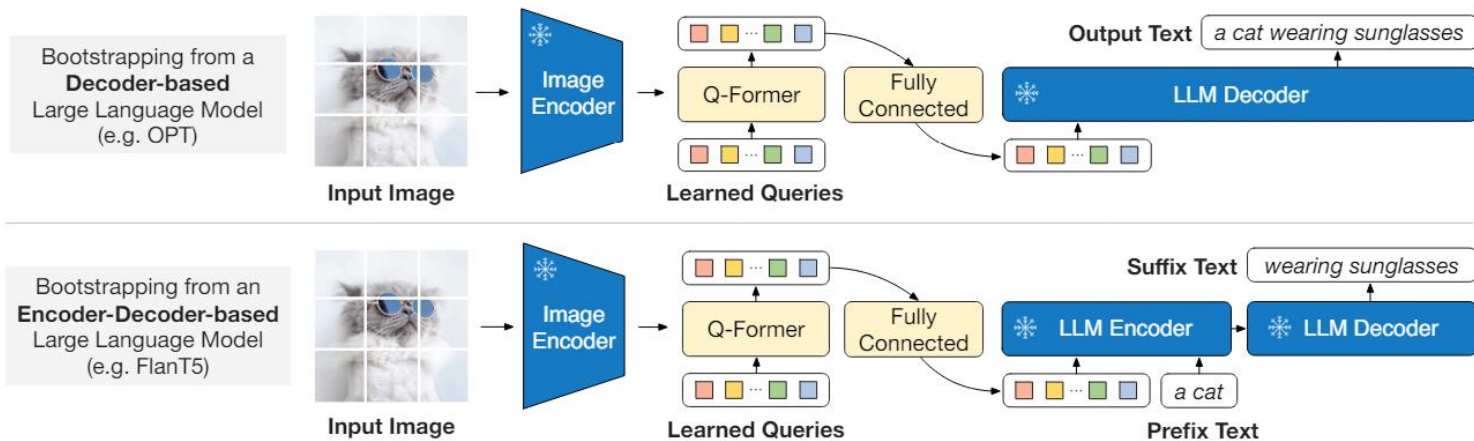 Bootstrapping from a
Decoder-based
Large Language Model
(e.g. OPT)
Input Image
Image
Encoder
...
Q-Former
...
Learned Queries
Fully
Connected
Output Text
a cat wearing sunglasses
LLM Decoder
...
Bootstrapping from an
Encoder-Decoder-based
Large Language Model
(e.g. FlanT5)
Input Image
Image
Encoder
...
Q-Former
...
Learned Queries
Fully
Connected
Suffix Text
wearing sunglasses
LLM Encoder
LLM Decoder
...
a cat
Prefix Text